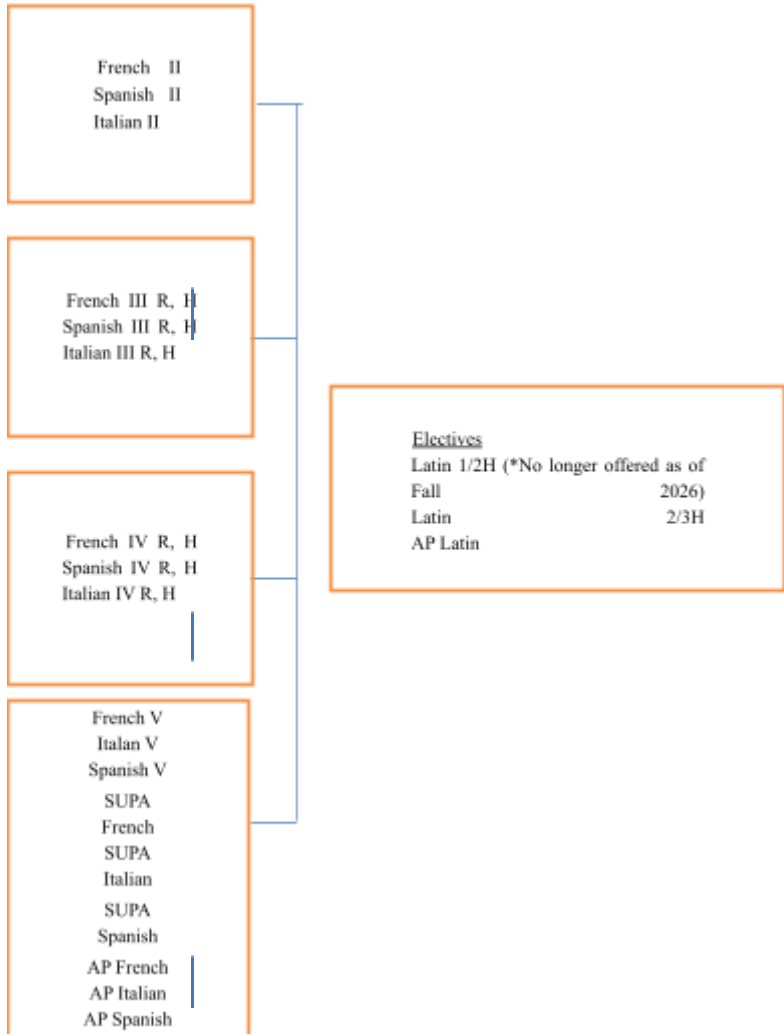 French II
Spanish II
Italian II
French III R, H
Spanish III R, H
Italian III R, H
French IV R, H
Spanish IV R, H
Italian IV R, H
French V
Italan V
Spanish V
SUPA
French
SUPA
Italian
SUPA
Spanish
AP French
AP Italian
AP Spanish
Electives
Latin 1/2H (*No longer offered as of
Fall 2026)
Latin 2/3H
AP Latin